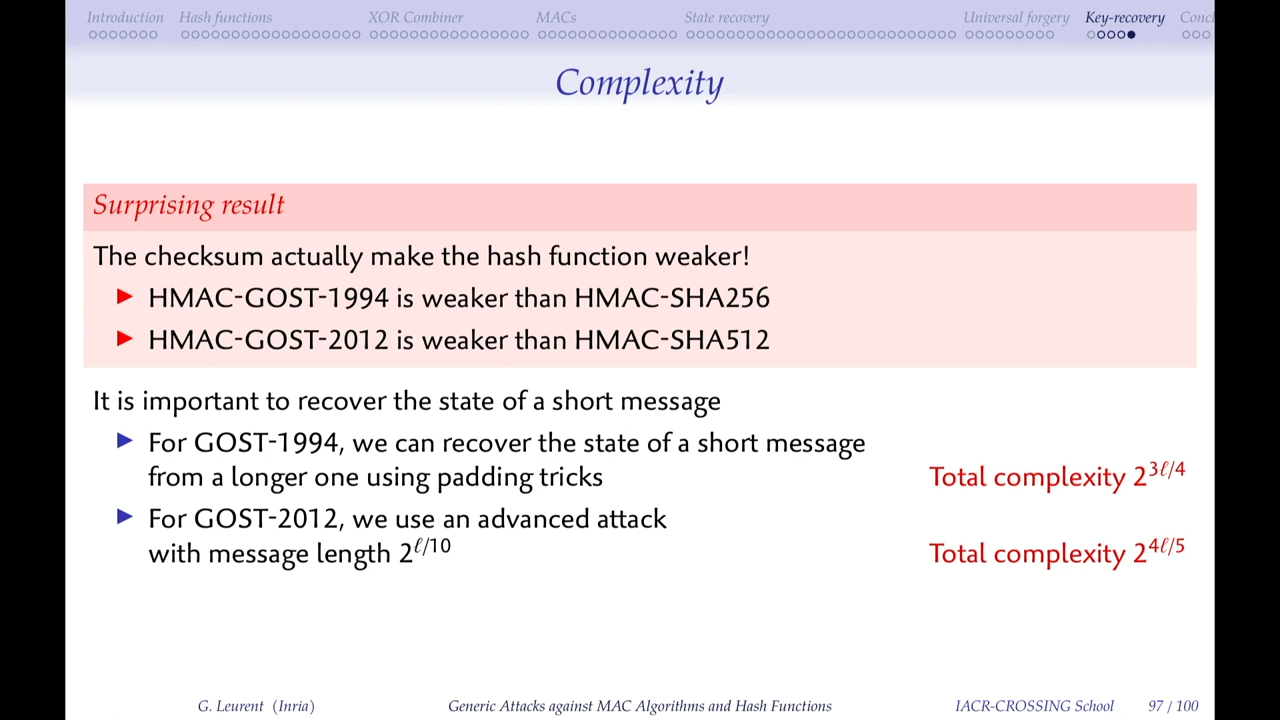 Introduction Hash functions XOR Combiner MACs State recovery Universal forgery Key-recovery Concl
Complexity
Surprising result
The checksum actually make the hash function weaker!
▶ HMAC-GOST-1994 is weaker than HMAC-SHA256
▶ HMAC-GOST-2012 is weaker than HMAC-SHA512
It is important to recover the state of a short message
▶ For GOST-1994, we can recover the state of a short message
from a longer one using padding tricks Total complexity 2^{3ℓ/4}
▶ For GOST-2012, we use an advanced attack
with message length 2^{ℓ/10} Total complexity 2^{4ℓ/5}
G. Leurent (Inria) Generic Attacks against MAC Algorithms and Hash Functions IACR-CROSSING School 97 / 100